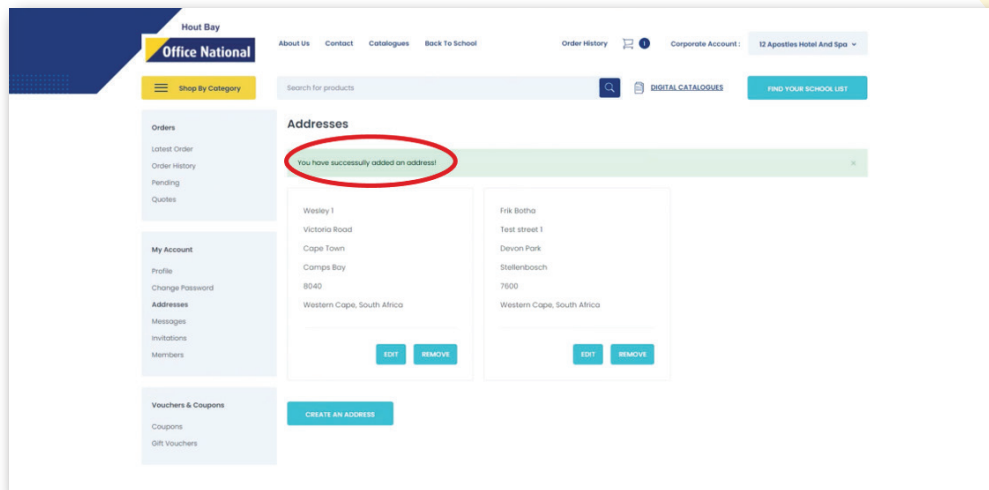 Hout Bay
Office National
About Us Contact Catalogues Back To School Order History 1 Corporate Account: 12 Apostles Hotel And Spa
Shop By Category Search for products DIGITAL CATALOGUES FIND YOUR SCHOOL LIST
Orders
Latest Order
Order History
Pending
Quotes
My Account
Profile
Change Password
Addresses
Messages
Invitations
Members
Vouchers & Coupons
Coupons
Gift Vouchers
Addresses
You have successully added an address! ×
Wesley 1
Victoria Road
Cape Town
Camps Bay
8040
Western Cape, South Africa
EDIT REMOVE
Frik Botha
Test street 1
Devon Park
Stellenbosch
7600
Western Cape, South Africa
EDIT REMOVE
CREATE AN ADDRESS